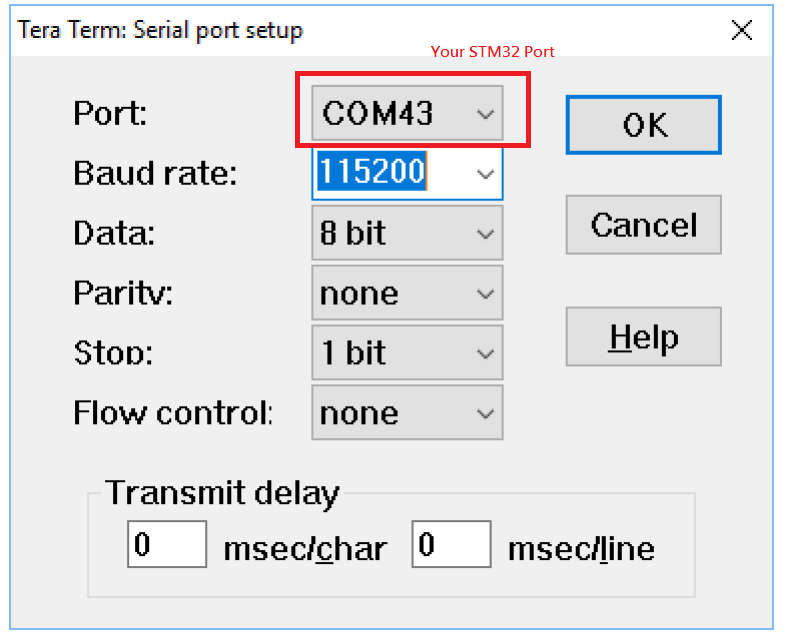 Tera Term: Serial port setup
Your STM32 Port
Port: COM43
OK
Baud rate: 115200
Data: 8 bit
Cancel
Parity: none
Stop: 1 bit
Help
Flow control: none
Transmit delay
0 msec/char 0 msec/line